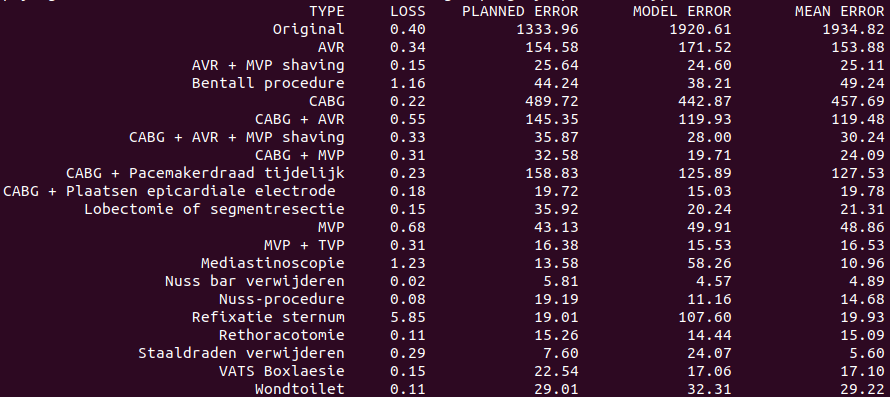 TYPE LOSS PLANNED ERROR MODEL ERROR MEAN ERROR
Original 0.40 1333.96 1920.61 1934.82
AVR 0.34 154.58 171.52 153.88
AVR + MVP shaving 0.15 25.64 24.60 25.11
Bentall procedure 1.16 44.24 38.21 49.24
CABG 0.22 489.72 442.87 457.69
CABG + AVR 0.55 145.35 119.93 119.48
CABG + AVR + MVP shaving 0.33 35.87 28.00 30.24
CABG + MVP 0.31 32.58 19.71 24.09
CABG + Pacemakerdraad tijdelijk 0.23 158.83 125.89 127.53
CABG + Plaatsen epicardiale electrode 0.18 19.72 15.03 19.78
Lobectomie of segmentresectie 0.15 35.92 20.24 21.31
MVP 0.68 43.13 49.91 48.86
MVP + TVP 0.31 16.38 15.53 16.53
Mediastinoscopie 1.23 13.58 58.26 10.96
Nuss bar verwijderen 0.02 5.81 4.57 4.89
Nuss-procedure 0.08 19.19 11.16 14.68
Refixatie sternum 5.85 19.01 107.60 19.93
Rethoracotomie 0.11 15.26 14.44 15.09
Staaldraden verwijderen 0.29 7.60 24.07 5.60
VATS Boxlaesie 0.15 22.54 17.06 17.10
Wondtoilet 0.11 29.01 32.31 29.22